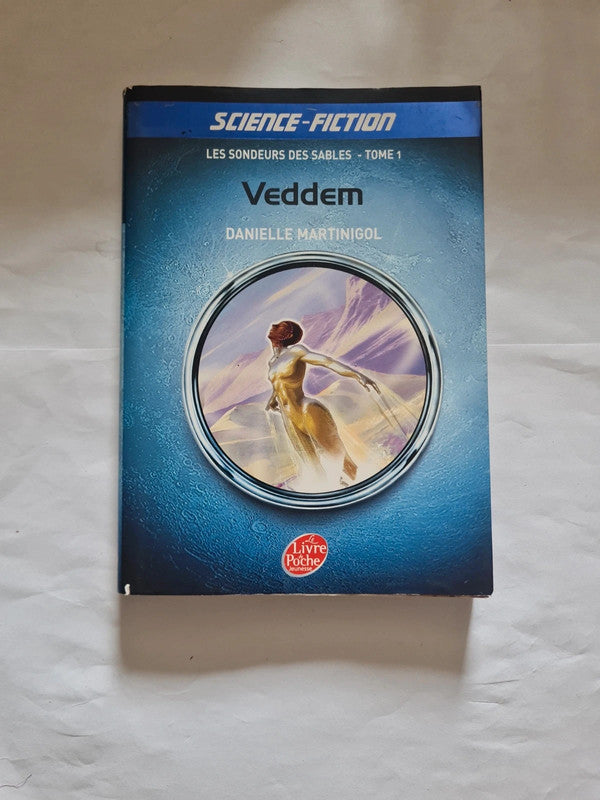 SCIENCE-FICTION
LES SONDEURS DES SABLES - TOME 1
Veddem
DANIELLE MARTINIGOL
Le
Livre
de
Poche
Jeunesse